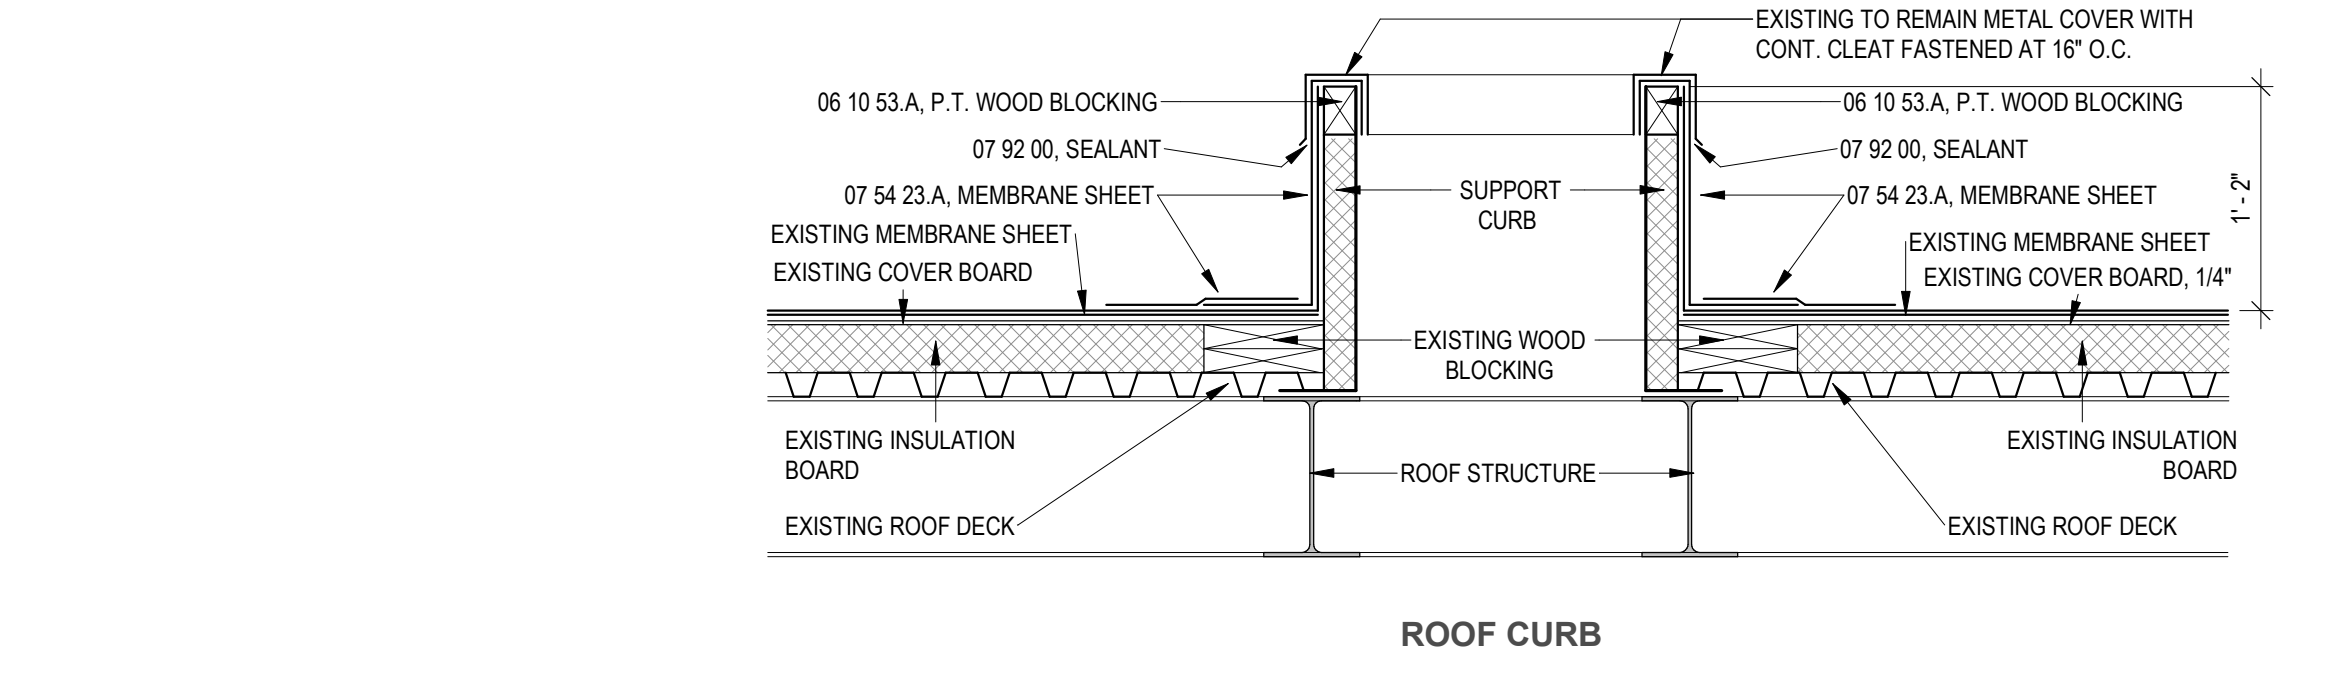 EXISTING TO REMAIN METAL COVER WITH
CONT. CLEAT FASTENED AT 16" O.C.
06 10 53.A, P.T. WOOD BLOCKING
06 10 53.A, P.T. WOOD BLOCKING
07 92 00, SEALANT
07 92 00, SEALANT
07 54 23.A, MEMBRANE SHEET
SUPPORT
CURB
07 54 23.A, MEMBRANE SHEET
1' - 2"
EXISTING MEMBRANE SHEET
EXISTING MEMBRANE SHEET
EXISTING COVER BOARD
EXISTING COVER BOARD, 1/4"
EXISTING WOOD
BLOCKING
EXISTING INSULATION
BOARD
EXISTING INSULATION
BOARD
ROOF STRUCTURE
EXISTING ROOF DECK
EXISTING ROOF DECK
ROOF CURB